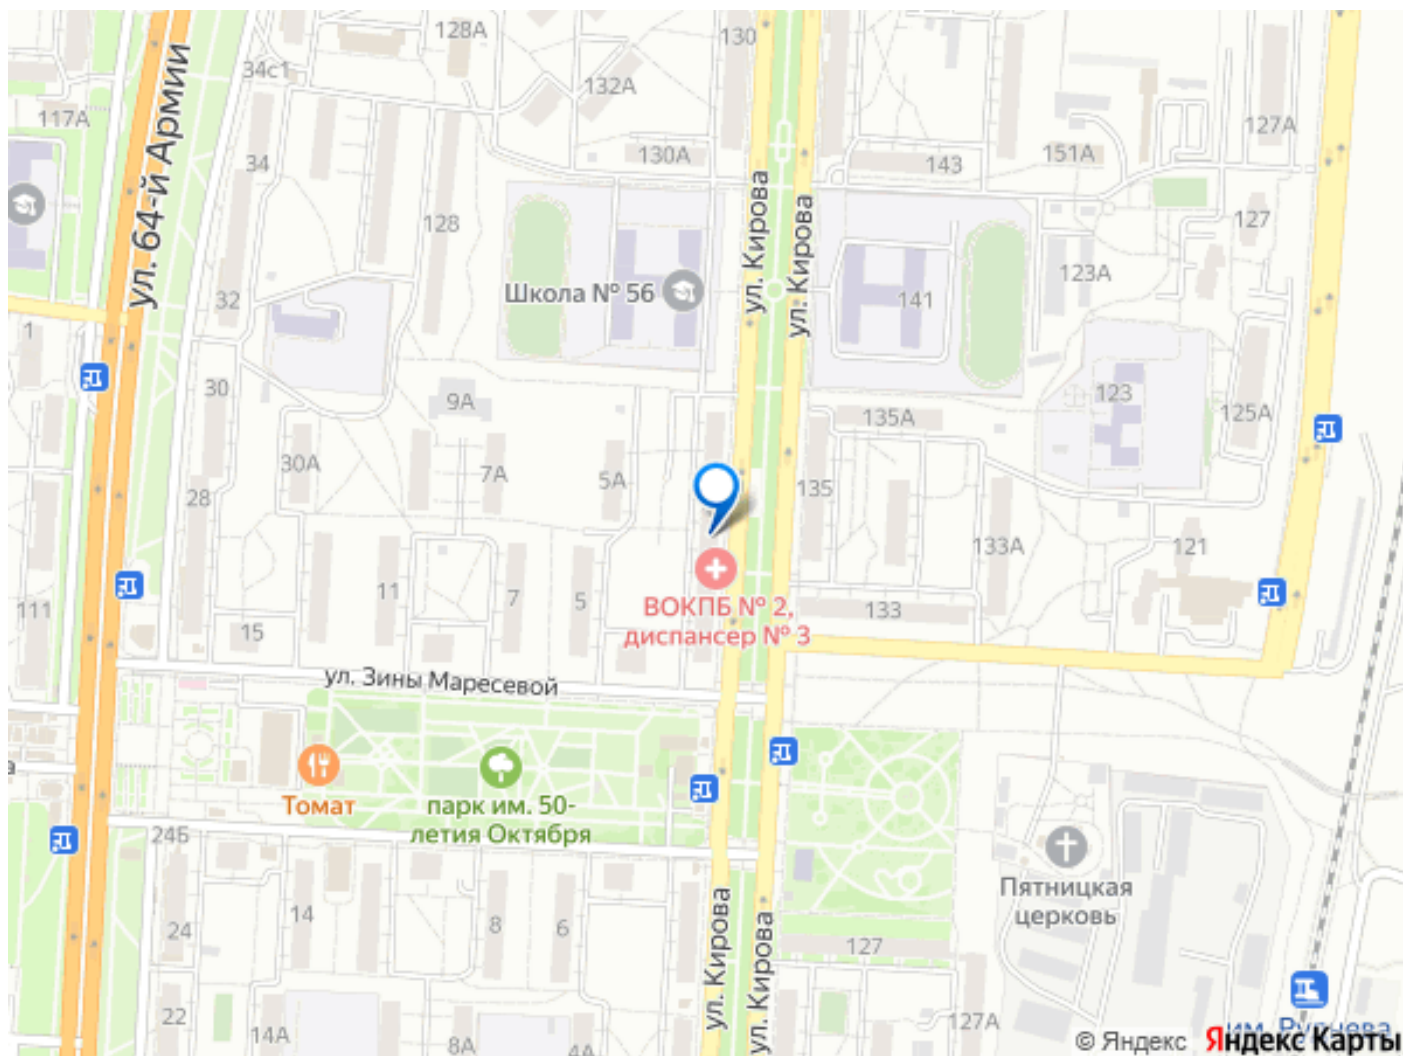 128А
130
34с1
132А
117А
127А
130А
143
151А
34
ул. 64-й Армии
ул. Кирова
ул. Кирова
128
127
123А
Школа № 56
141
32
1
30
9А
123
135А
125А
30А
7А
5А
28
135
133А
121
11
7
5
111
ВОКПБ № 2,
диспансер № 3
133
15
ул. Зины Маресевой
а
Томат
парк им. 50-
летия Октября
24Б
Пятницкая
церковь
14
8
6
24
127
ул. Кирова
ул. Кирова
22
14А
8А
4А
127А
им. Руднева
© Яндекс Яндекс Карты